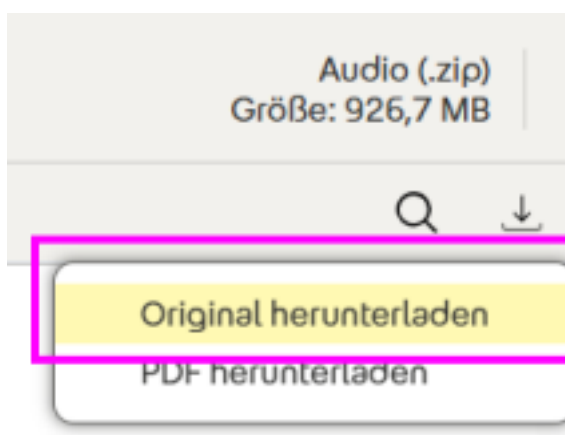 Audio (.zip)
Größe: 926,7 MB
Original herunterladen
PDF herunterladen